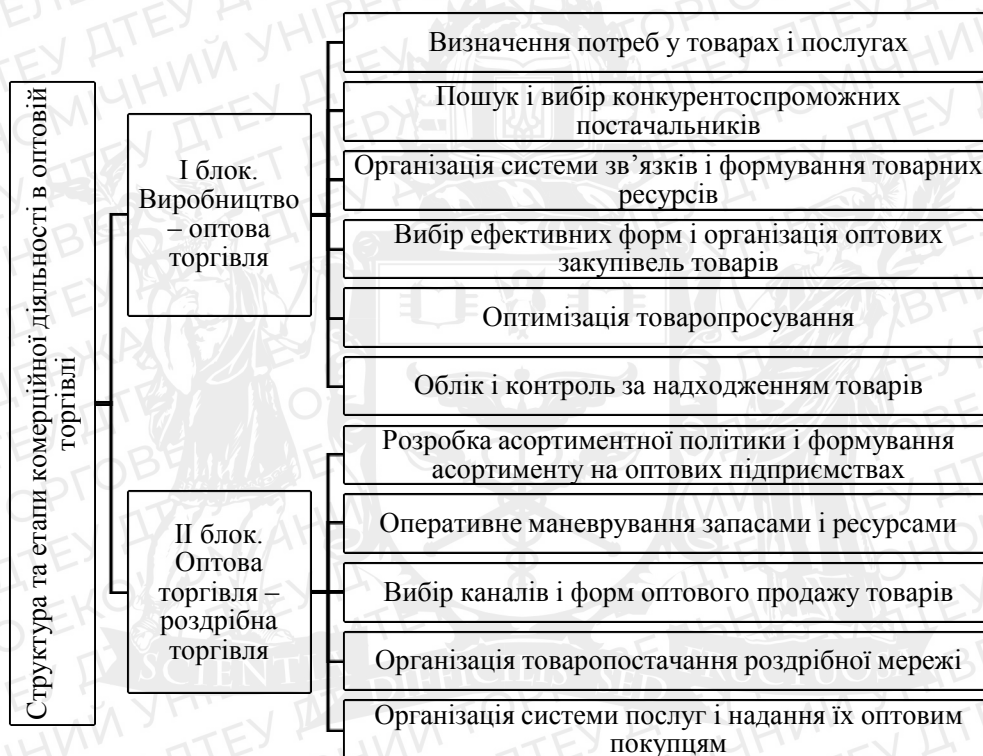 Структура та етапи комерційної діяльності в оптовій
торгівлі
І блок.
Виробництво
– оптова
торгівля
Визначення потреб у товарах і послугах
Пошук і вибір конкурентоспроможних
постачальників
Організація системи зв’язків і формування товарних
ресурсів
Вибір ефективних форм і організація оптових
закупівель товарів
Оптимізація товаропросування
Облік і контроль за надходженням товарів
ІІ блок.
Оптова
торгівля –
роздрібна
торгівля
Розробка асортиментної політики і формування
асортименту на оптових підприємствах
Оперативне маневрування запасами і ресурсами
Вибір каналів і форм оптового продажу товарів
Організація товаропостачання роздрібної мережі
Організація системи послуг і надання їх оптовим
покупцям